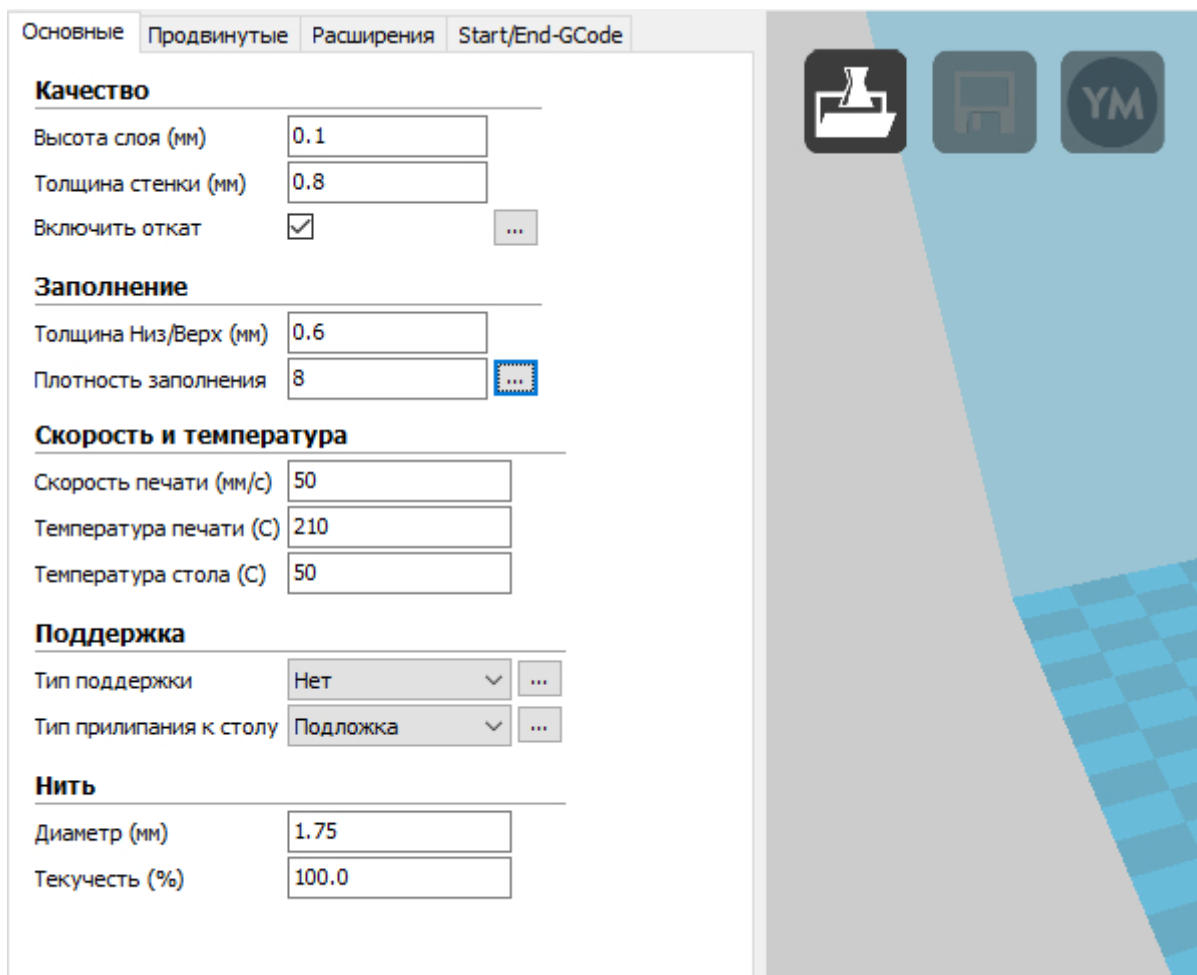 Основные Продвинутые Расширения Start/End-GCode
Качество
Высота слоя (мм) 0.1
Толщина стенки (мм) 0.8
Включить откат ...
Заполнение
Толщина Низ/Верх (мм) 0.6
Плотность заполнения 8 ...
Скорость и температура
Скорость печати (мм/с) 50
Температура печати (C) 210
Температура стола (C) 50
Поддержка
Тип поддержки Нет ...
Тип прилипания к столу Подложка ...
Нить
Диаметр (мм) 1.75
Текучесть (%) 100.0
YM